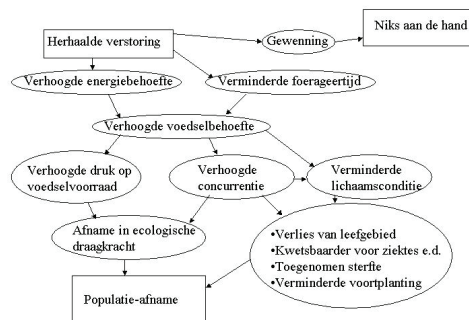 Niks aan de hand
Herhaalde verstoring
Gewenning
Verhoogde energiebehoefte
Verminderde foerageertijd
Verhoogde voedselbehoefte
Verhoogde druk op
voedselvoorraad
Verhoogde
concurrentie
Verminderde
lichaamsconditie
Afname in ecologische
draagkracht
•Verlies van leefgebied
•Kwetsbaarder voor ziektes e.d.
•Toegenomen sterfte
•Verminderde voortplanting
Populatie-afname